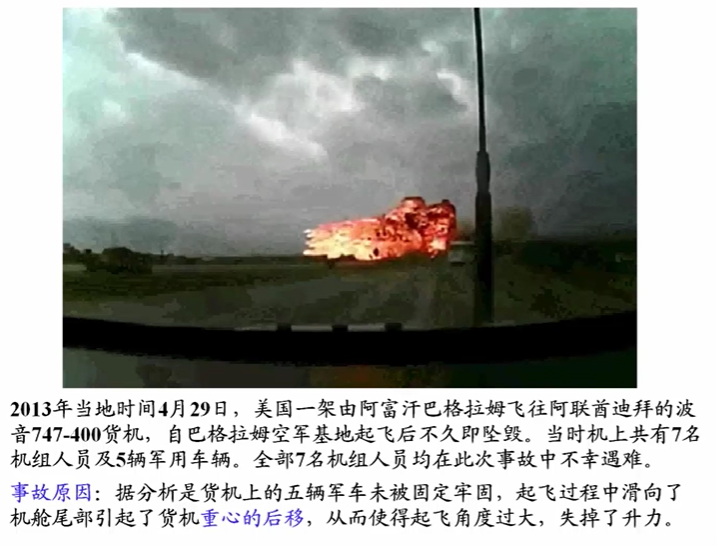 2013年当地时间4月29日，美国一架由阿富汗巴格拉姆飞往阿联酋迪拜的波
音747-400货机，自巴格拉姆空军基地起飞后不久即坠毁。当时机上共有7名
机组人员及5辆军用车辆。全部7名机组人员均在此次事故中不幸遇难。
事故原因：据分析是货机上的五辆军车未被固定牢固，起飞过程中滑向了
机舱尾部引起了货机重心的后移，从而使得起飞角度过大，失掉了升力。